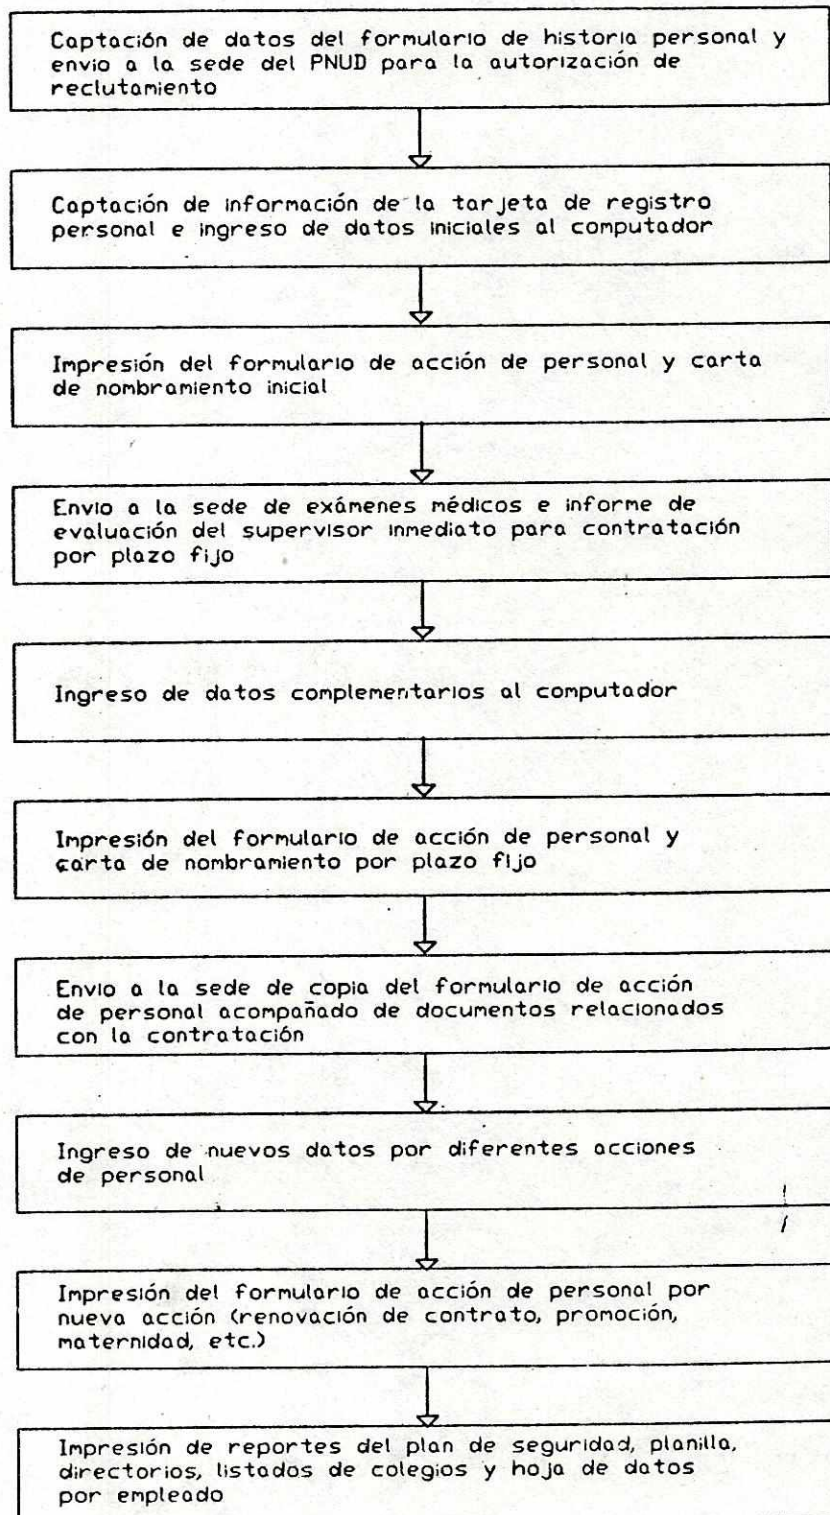 Captación de datos del formulario de historia personal y
envio a la sede del PNUD para la autorización de
reclutamiento
Captación de información de la tarjeta de registro
personal e ingreso de datos iniciales al computador
Impresión del formulario de acción de personal y carta
de nombramiento inicial
Envio a la sede de exámenes médicos e informe de
evaluación del supervisor inmediato para contratación
por plazo fijo
Ingreso de datos complementarios al computador
Impresión del formulario de acción de personal y
carta de nombramiento por plazo fijo
Envio a la sede de copia del formulario de acción
de personal acompañado de documentos relacionados
con la contratación
Ingreso de nuevos datos por diferentes acciones
de personal
Impresión del formulario de acción de personal por
nueva acción (renovación de contrato, promoción,
maternidad, etc.)
Impresión de reportes del plan de seguridad, planilla,
directorios, listados de colegios y hoja de datos
por empleado